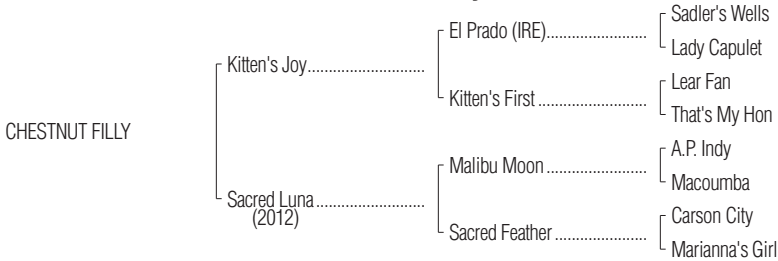 Sadler's Wells
El Prado (IRE)........................
Lady Capulet
Kitten's Joy...........................
Lear Fan
Kitten's First .........................
That's My Hon
CHESTNUT FILLY
A.P. Indy
Malibu Moon .......................
Macoumba
Sacred Luna.........................
(2012)
Carson City
Sacred Feather .....................
Marianna's Girl